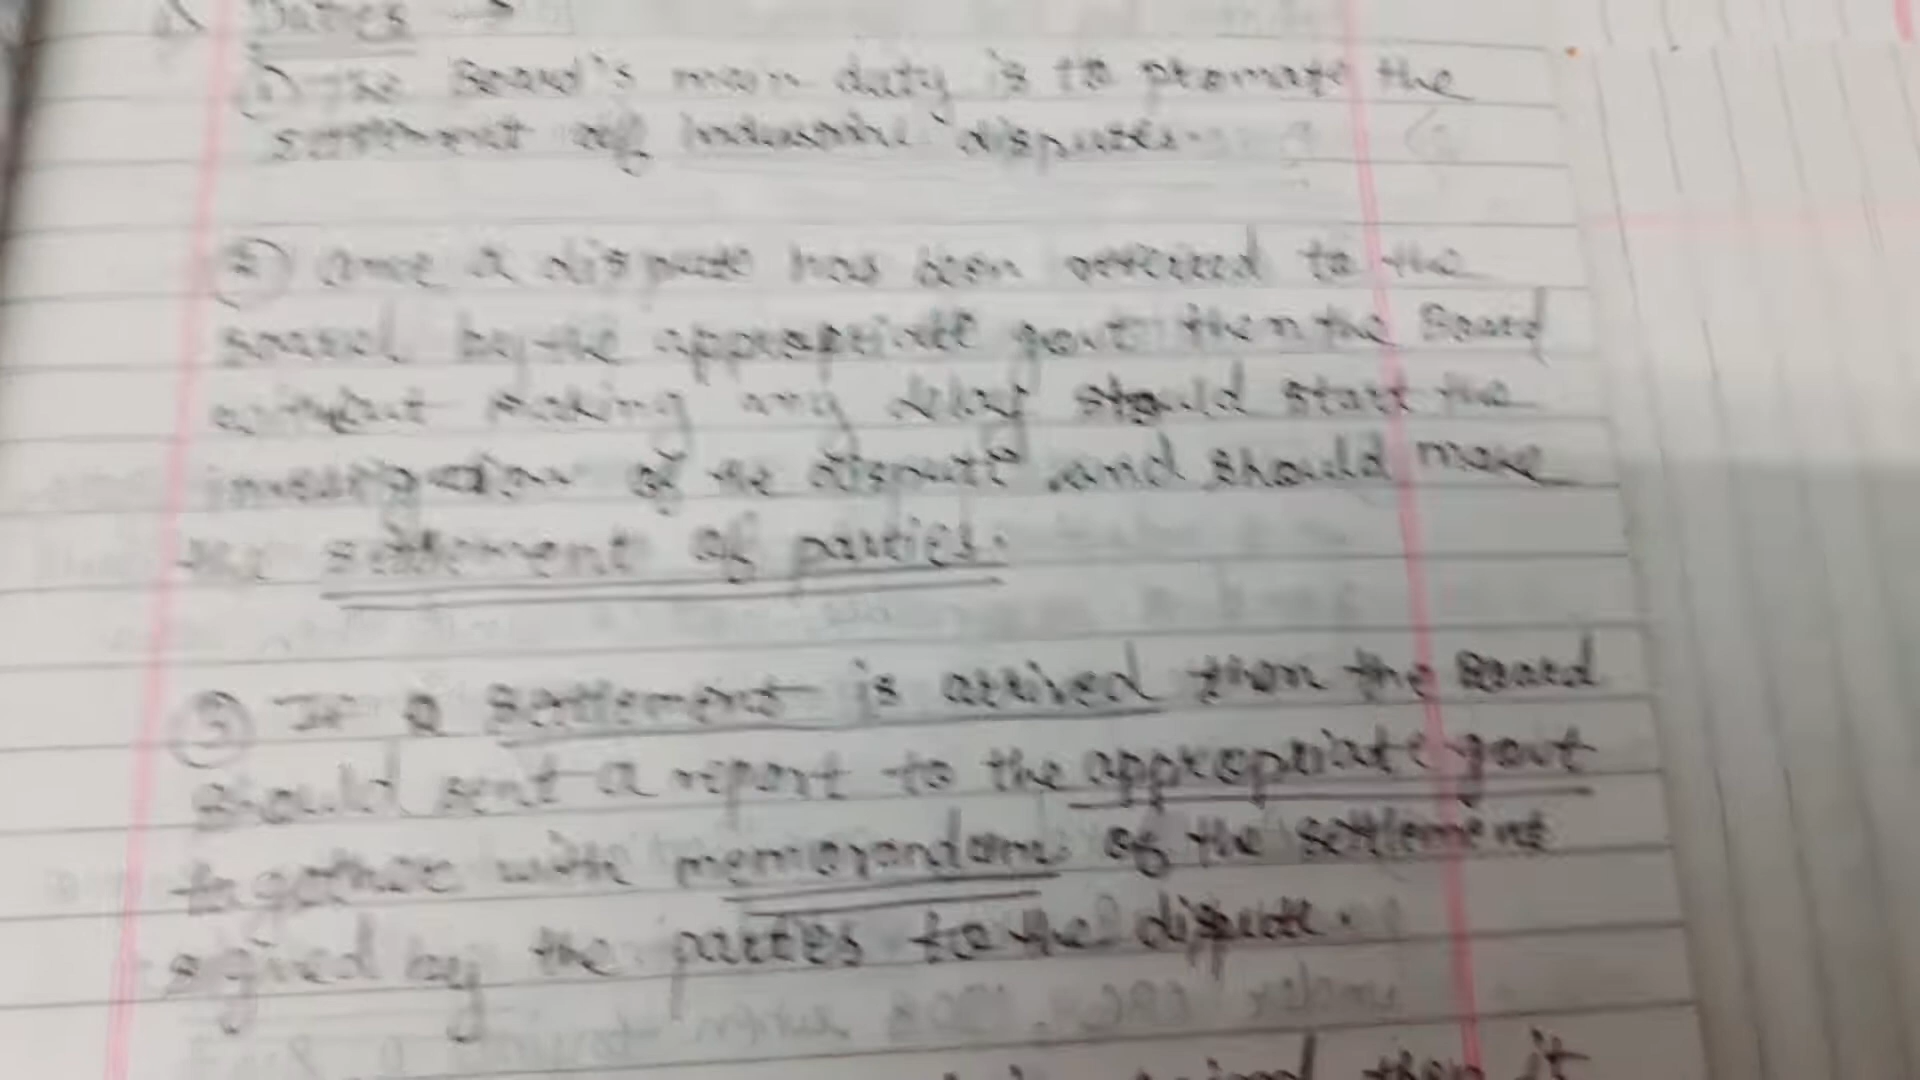 Duties →
① The Board's main duty is to promote the
settlement of industrial disputes.
② once a dispute has been referred to the
Board by the appropriate govt then the Board
without making any delay should start the
investigation of the dispute and should make
the settlement of parties.
③ If a settlement is arrived then the Board
should sent a report to the appropriate govt
together with memorandom of the settlement
signed by the parties to the dispute.
then it